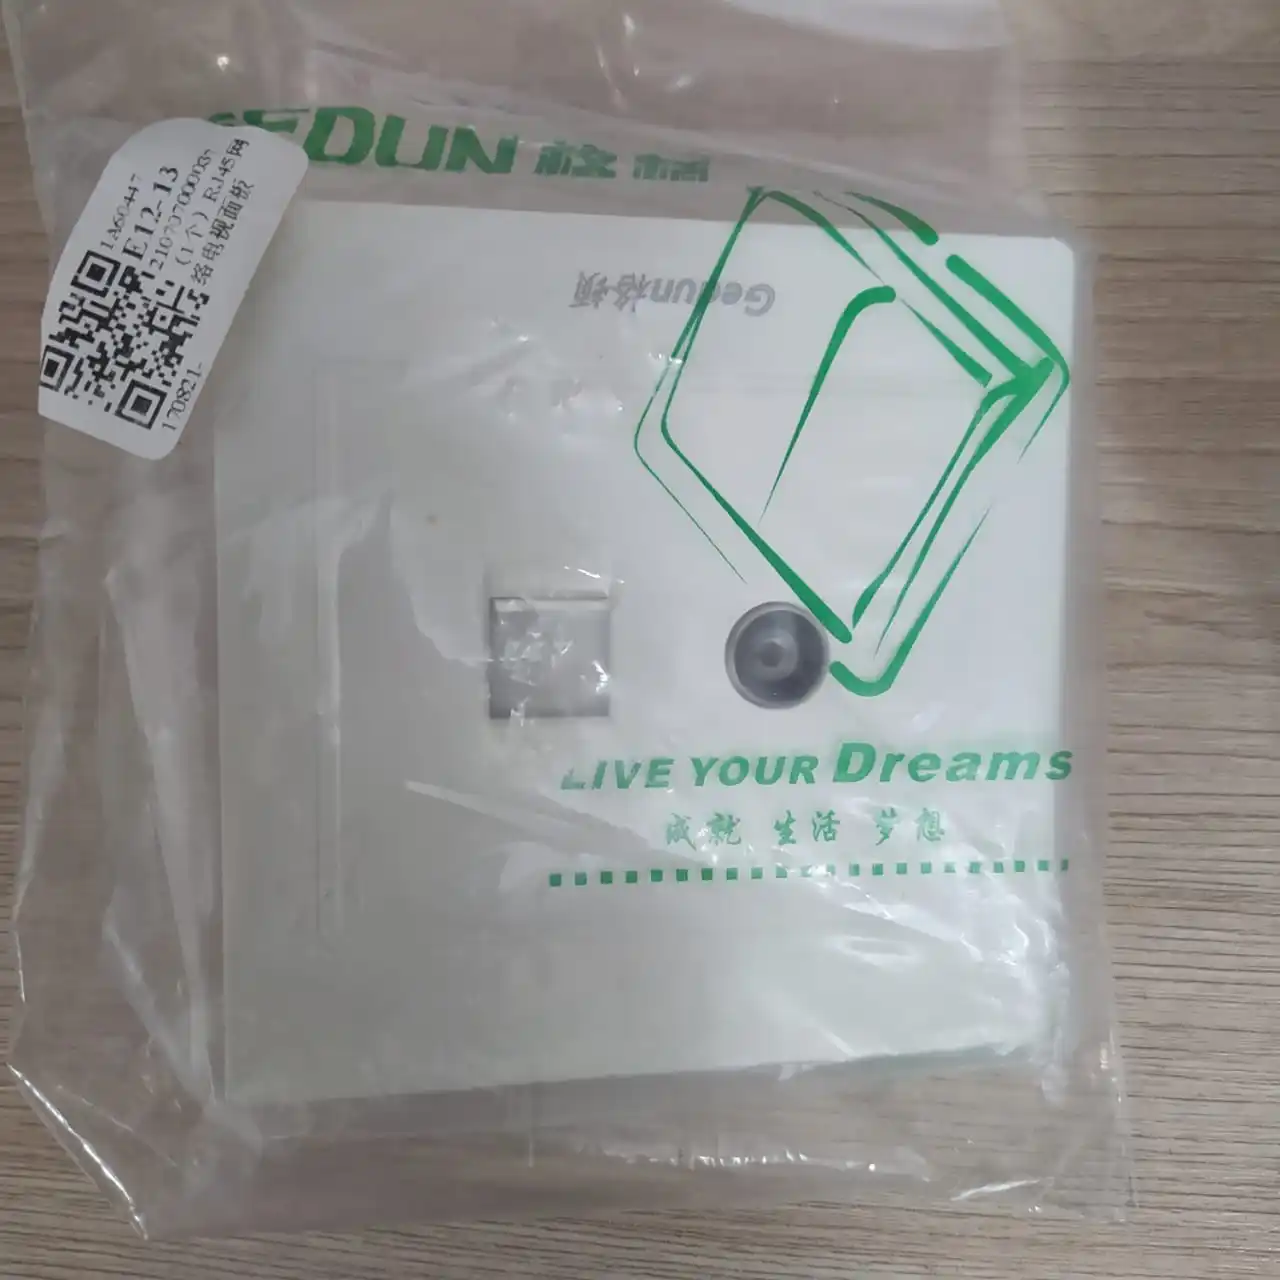 GEDUN 格顿
1A60447
E12-13
2107070000037
(1个) RJ45网
络电视面板
170821-
Gedun格顿
LIVE YOUR Dreams
成就 生活 梦想